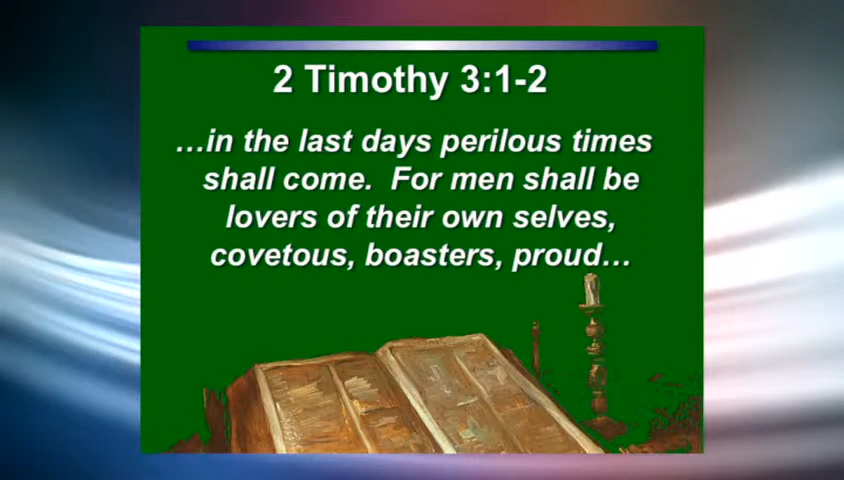 2 Timothy 3:1-2
…in the last days perilous times
shall come.  For men shall be
lovers of their own selves,
covetous, boasters, proud…